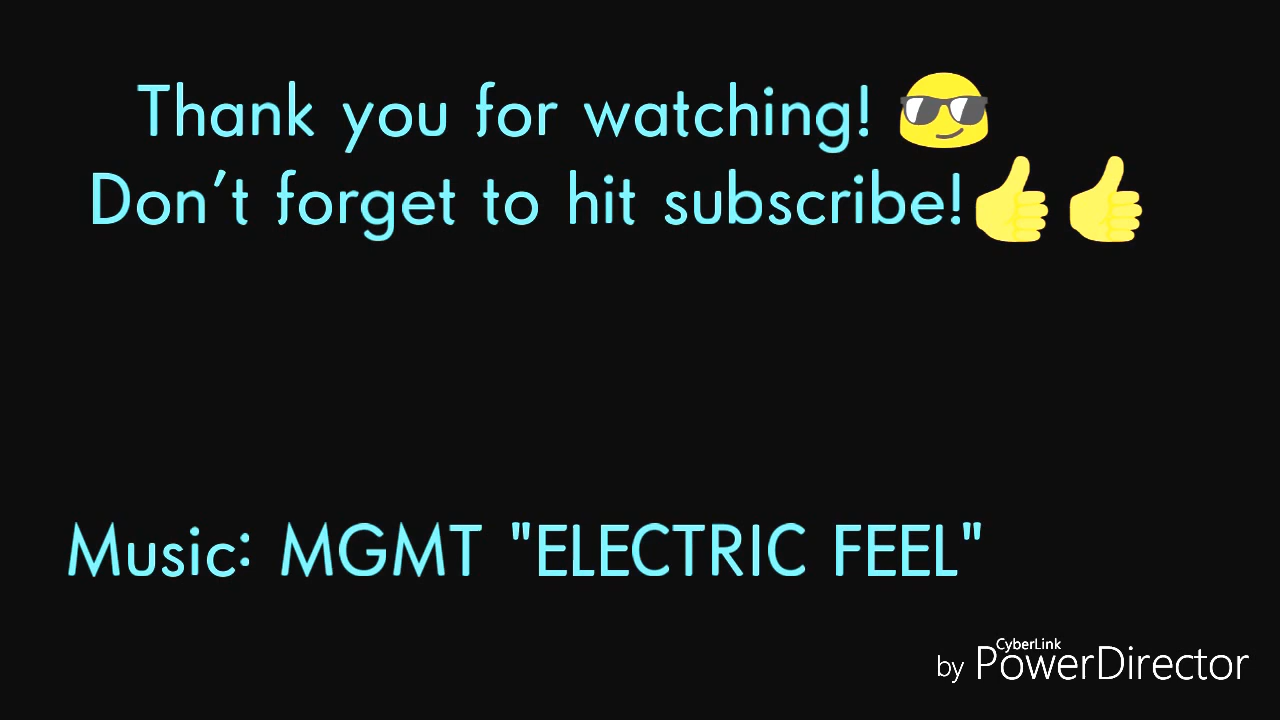 Thank you for watching! 😎
Don't forget to hit subscribe!👍👍
Music: MGMT "ELECTRIC FEEL"
by CyberLink PowerDirector